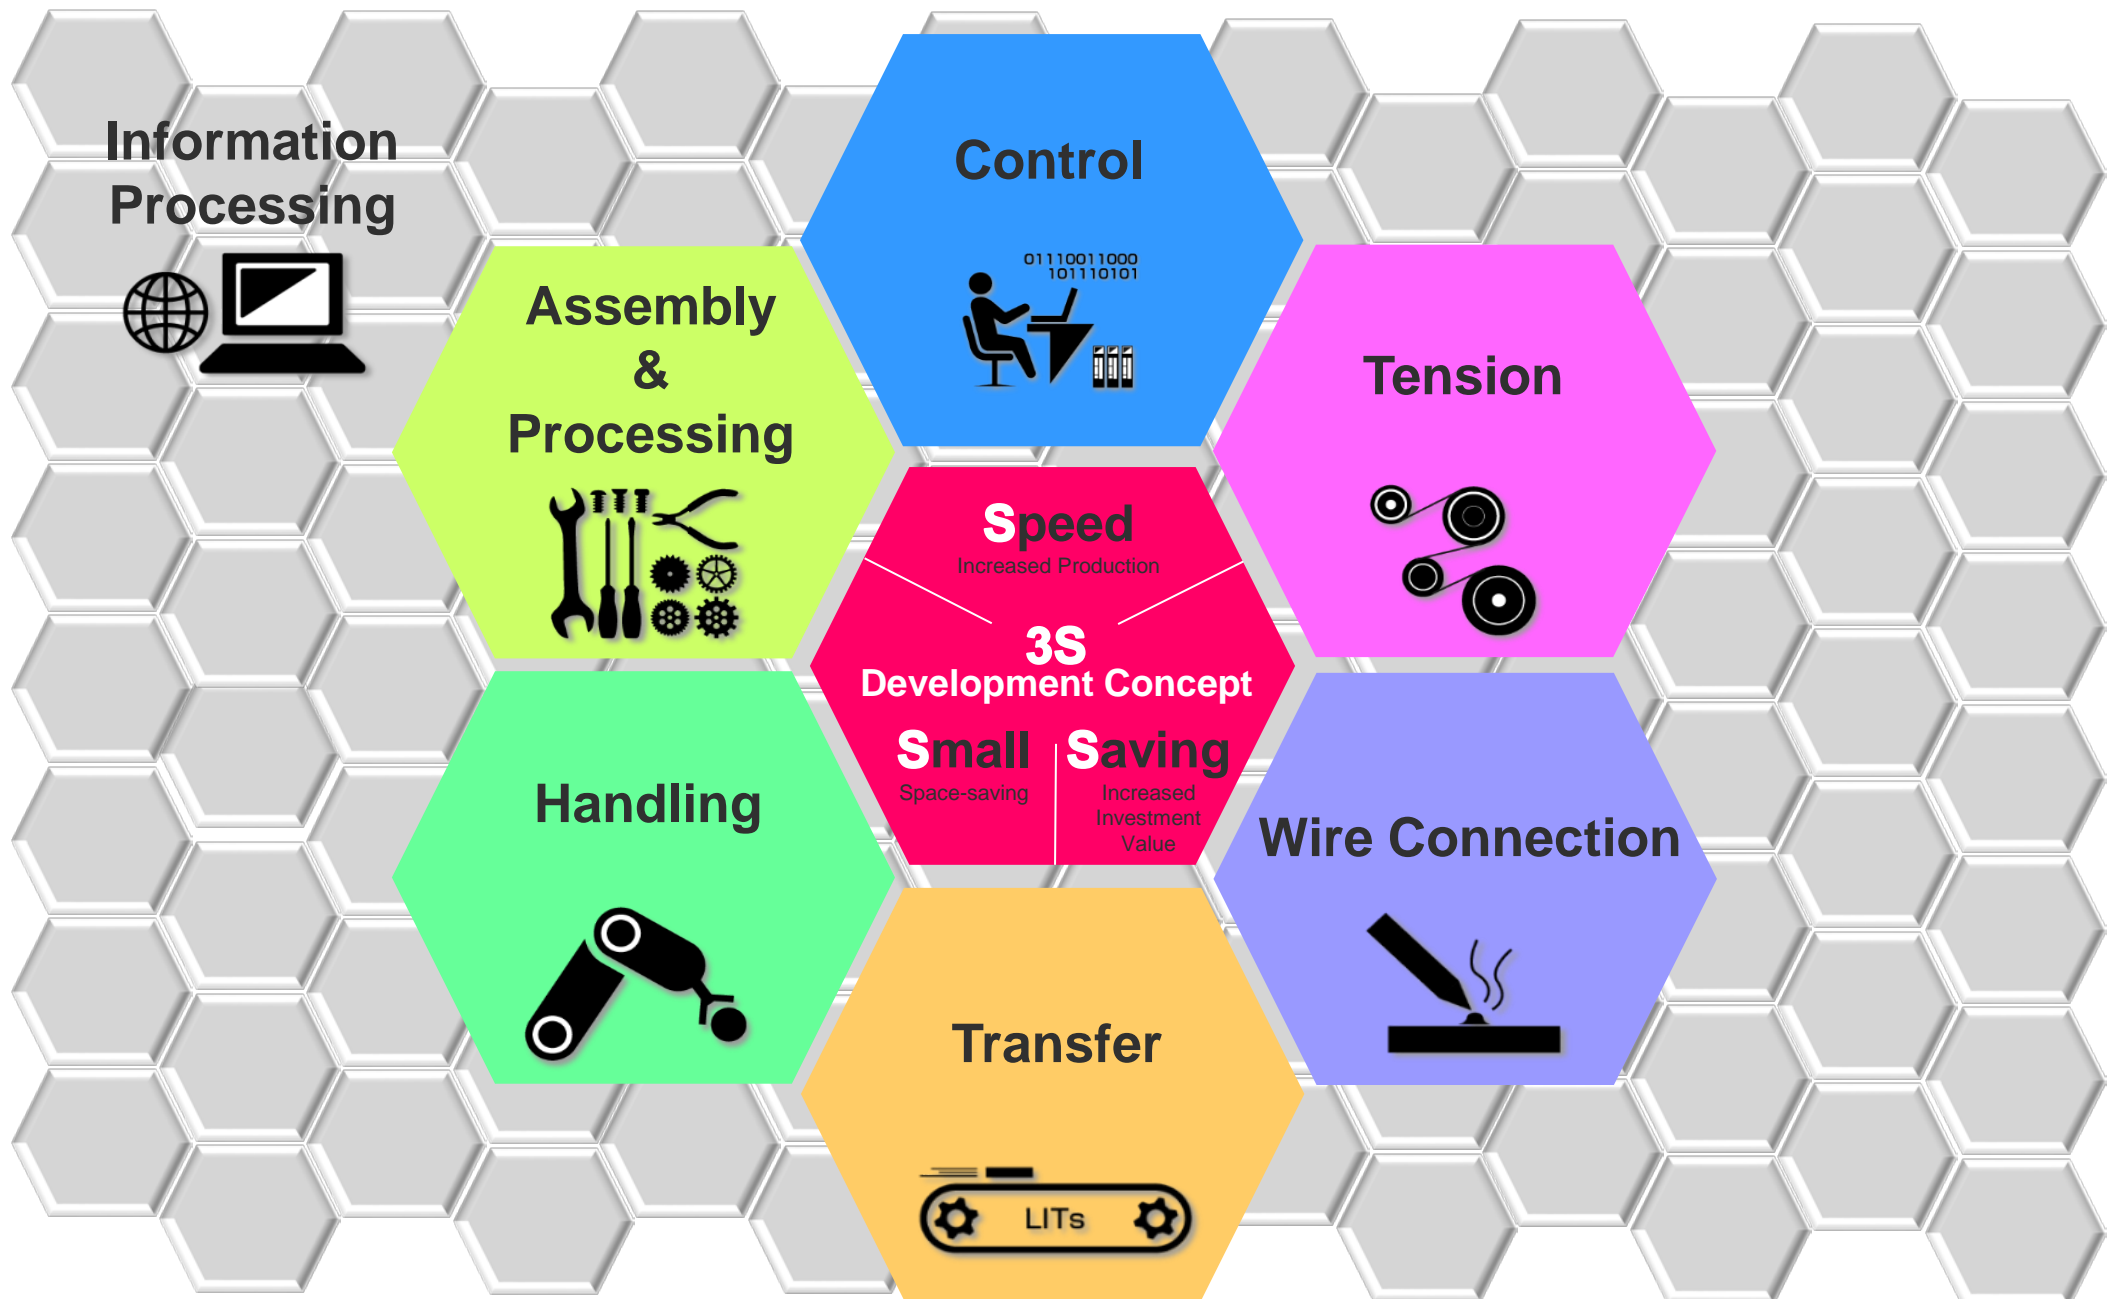 Information
Processing
Control
01110011000
101110101
Assembly
&
Processing
Tension
Speed
Increased Production
3S
Development Concept
Small
Space-saving
Saving
Increased
Investment
Value
Handling
Wire Connection
Transfer
LITs